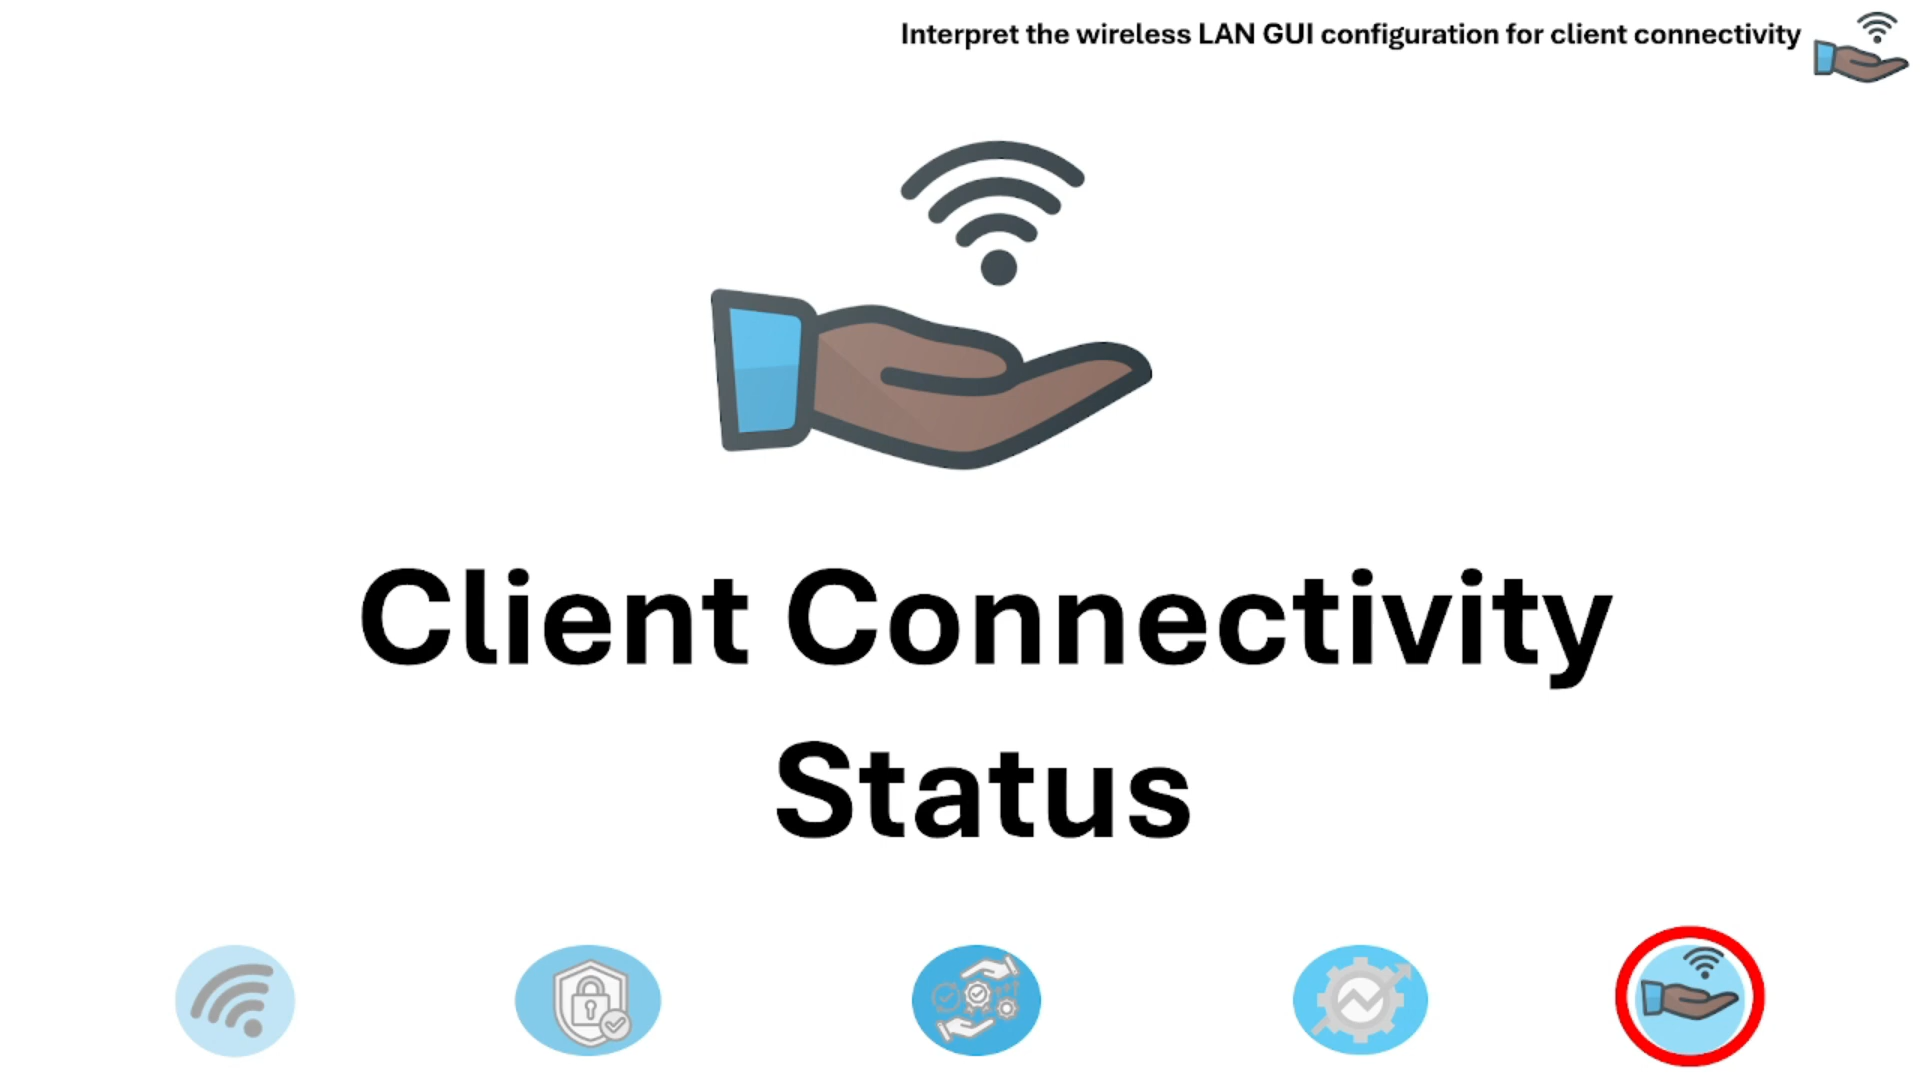 Interpret the wireless LAN GUI configuration for client connectivity
Client Connectivity
Status